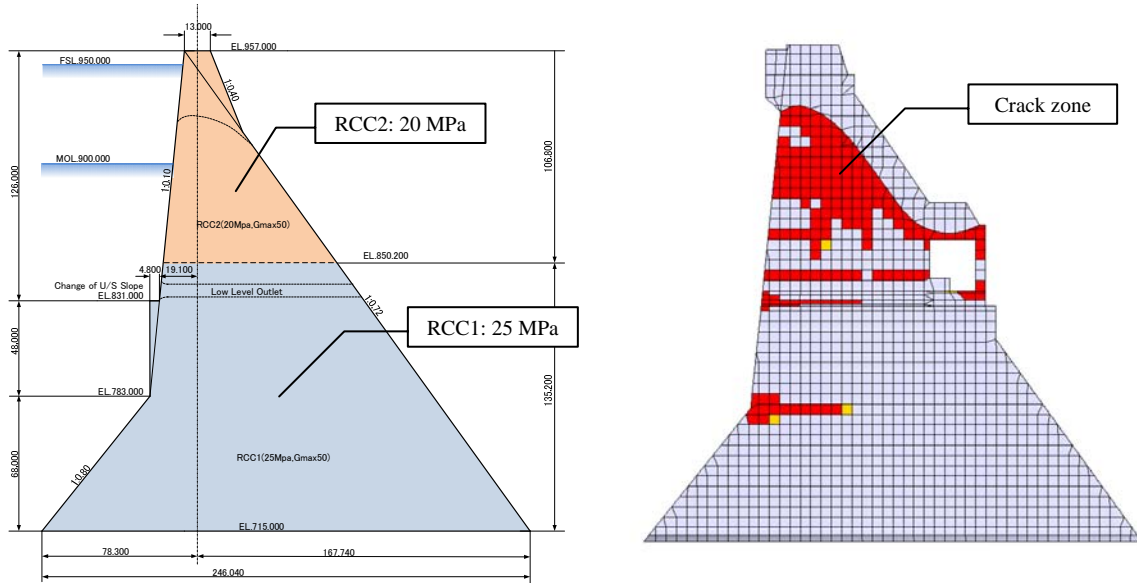 13.000
EL.957.000
FSL.950.000
1:0.40
RCC2: 20 MPa
Crack zone
MOL.900.000
126.000
106.800
1:0.10
RCC2(20Mpa,Gmax50)
EL.850.200
4.800
19.100
Change of U/S Slope
EL.831.000
Low Level Outlet
1:0.72
RCC1: 25 MPa
48.000
EL.783.000
135.200
68.000
1:0.80
RCC1(25Mpa,Gmax50)
EL.715.000
78.300
167.740
246.040